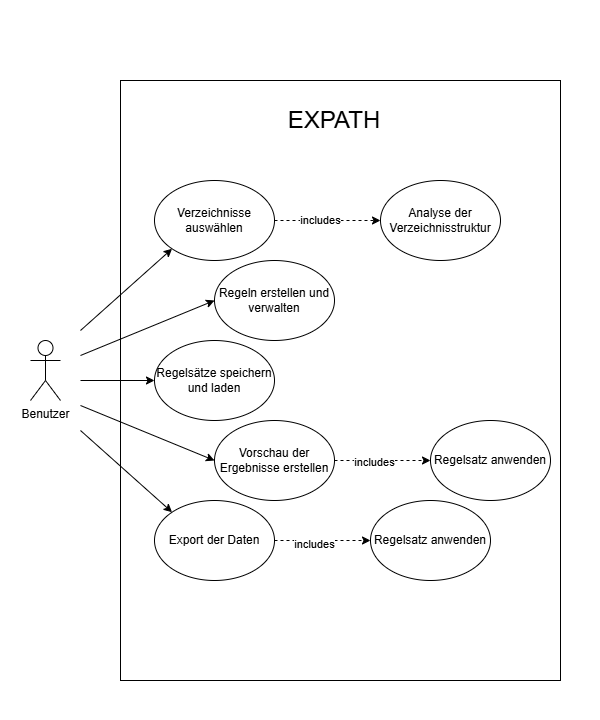 EXPATH
Verzeichnisse
auswählen
includes
Analyse der
Verzeichnisstruktur
Regeln erstellen und
verwalten
Regelsätze speichern
und laden
Benutzer
Vorschau der
Ergebnisse erstellen
includes
Regelsatz anwenden
Export der Daten
includes
Regelsatz anwenden